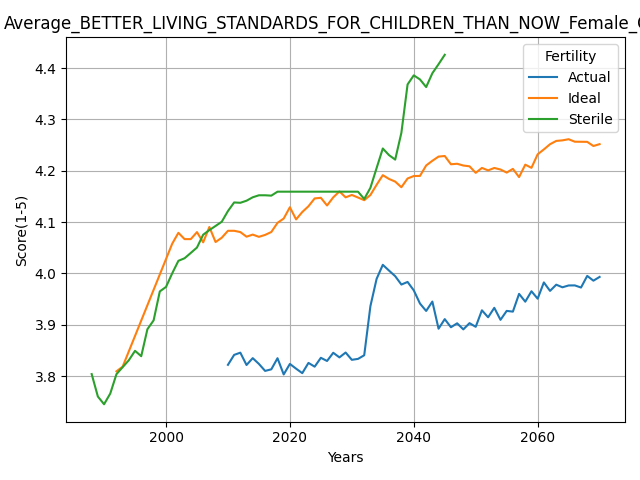 Average_BETTER_LIVING_STANDARDS_FOR_CHILDREN_THAN_NOW_Female_
Fertility
Actual
Ideal
Sterile
4.4
4.3
4.2
4.1
4.0
3.9
3.8
Score(1-5)
2000 2020 2040 2060
Years